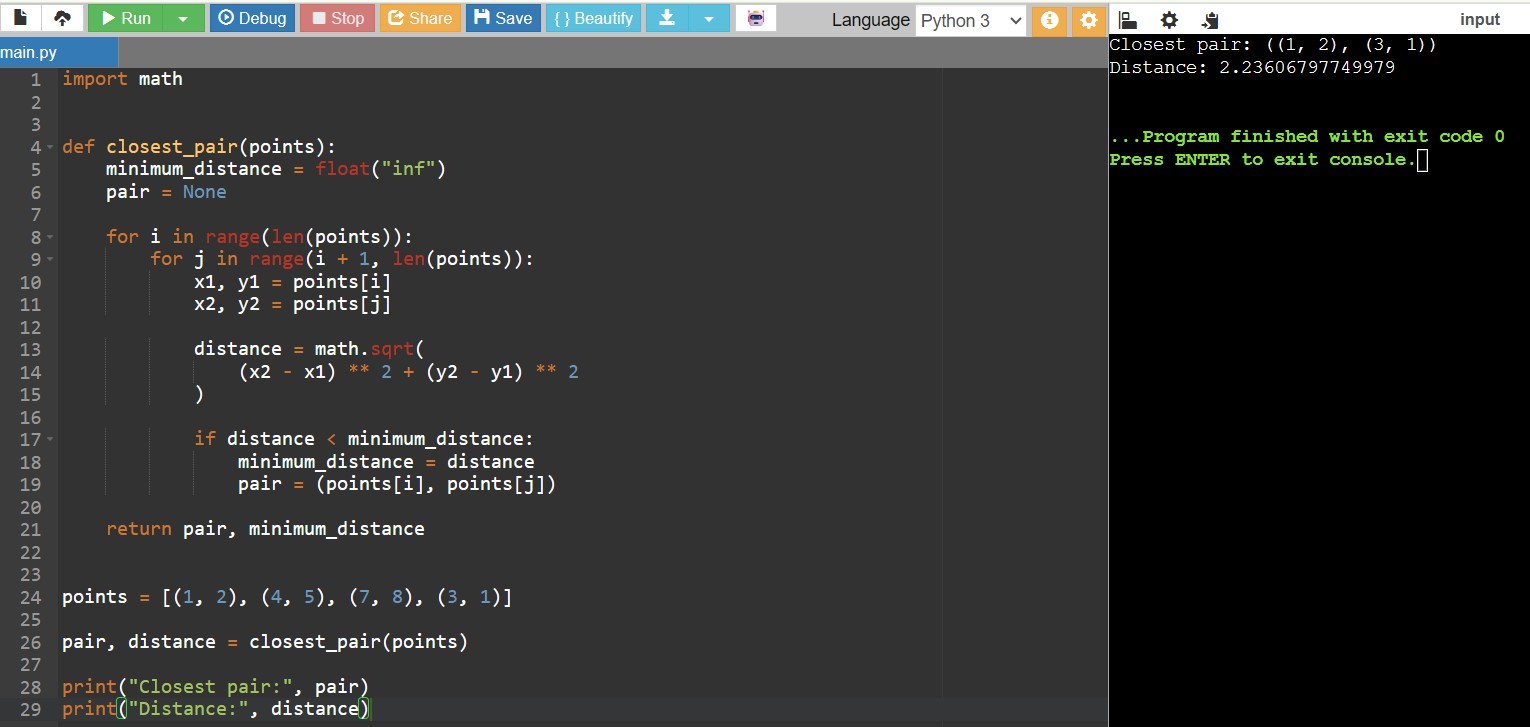 Run Debug Stop Share Save { } Beautify Language Python 3 input
main.py
1 import math
2
3
4 def closest_pair(points):
5     minimum_distance = float("inf")
6     pair = None
7
8     for i in range(len(points)):
9         for j in range(i + 1, len(points)):
10             x1, y1 = points[i]
11             x2, y2 = points[j]
12
13             distance = math.sqrt(
14                 (x2 - x1) ** 2 + (y2 - y1) ** 2
15             )
16
17             if distance < minimum_distance:
18                 minimum_distance = distance
19                 pair = (points[i], points[j])
20
21     return pair, minimum_distance
22
23
24 points = [(1, 2), (4, 5), (7, 8), (3, 1)]
25
26 pair, distance = closest_pair(points)
27
28 print("Closest pair:", pair)
29 print("Distance:", distance)
Closest pair: ((1, 2), (3, 1))
Distance: 2.23606797749979
...Program finished with exit code 0
Press ENTER to exit console.